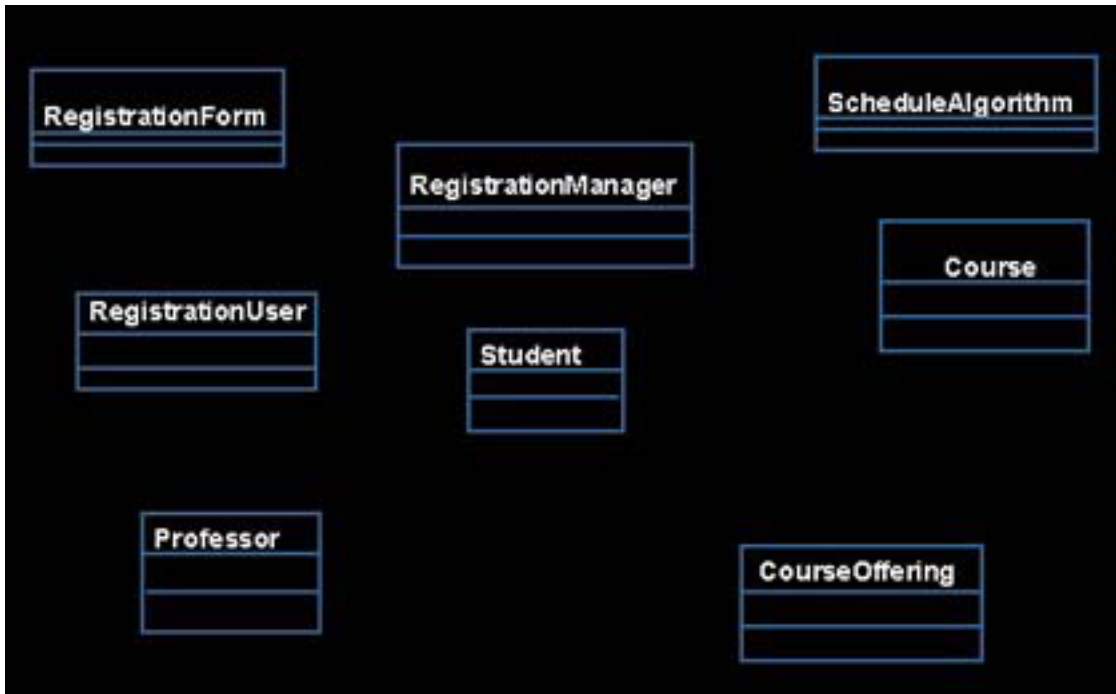 RegistrationForm
ScheduleAlgorithm
RegistrationManager
Course
RegistrationUser
Student
Professor
CourseOffering